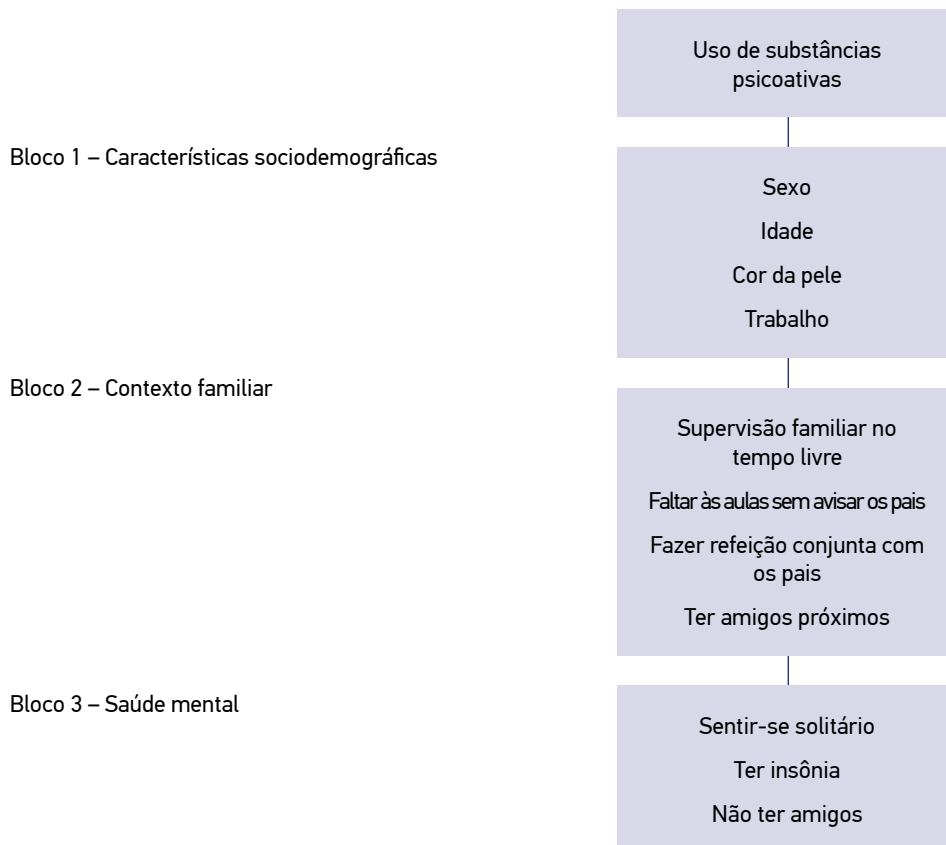 Uso de substâncias
psicoativas
Bloco 1 – Características sociodemográficas
Sexo
Idade
Cor da pele
Trabalho
Bloco 2 – Contexto familiar
Supervisão familiar no
tempo livre
Faltar às aulas sem avisar os pais
Fazer refeição conjunta com
os pais
Ter amigos próximos
Bloco 3 – Saúde mental
Sentir-se solitário
Ter insônia
Não ter amigos